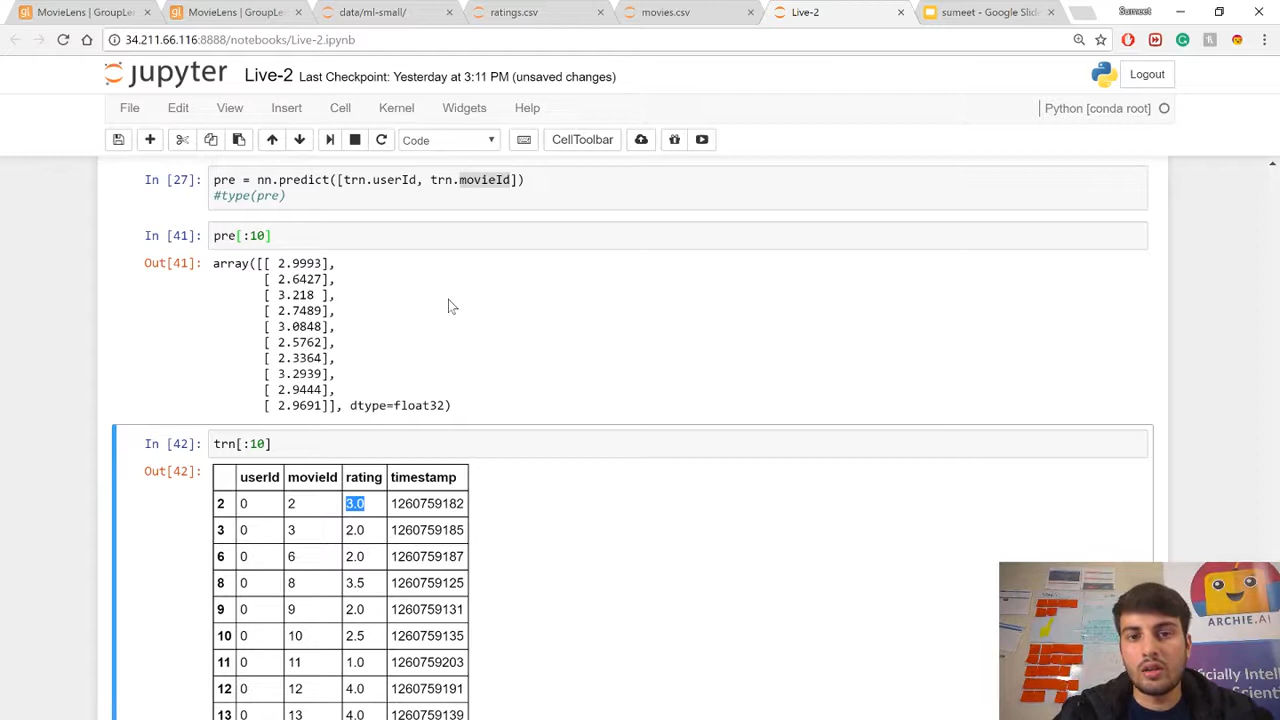 MovieLens | GroupLe
MovieLens | GroupLe
data/ml-small/
ratings.csv
movies.csv
Live-2
sumeet - Google Slide
Sumeet
34.211.66.116:8888/notebooks/Live-2.ipynb
jupyter Live-2 Last Checkpoint: Yesterday at 3:11 PM (unsaved changes)
Logout
File Edit View Insert Cell Kernel Widgets Help
Python [conda root]
Code
CellToolbar
In [27]: pre = nn.predict([trn.userId, trn.movieId])
#type(pre)
In [41]: pre[:10]
Out[41]: array([[ 2.9993],
[ 2.6427],
[ 3.218 ],
[ 2.7489],
[ 3.0848],
[ 2.5762],
[ 2.3364],
[ 3.2939],
[ 2.9444],
[ 2.9691]], dtype=float32)
In [42]: trn[:10]
Out[42]:
userId movieId rating timestamp
2 0 2 3.0 1260759182
3 0 3 2.0 1260759185
6 0 6 2.0 1260759187
8 0 8 3.5 1260759125
9 0 9 2.0 1260759131
10 0 10 2.5 1260759135
11 0 11 1.0 1260759203
12 0 12 4.0 1260759191
13 0 13 4.0 1260759139
ARCHIE.AI